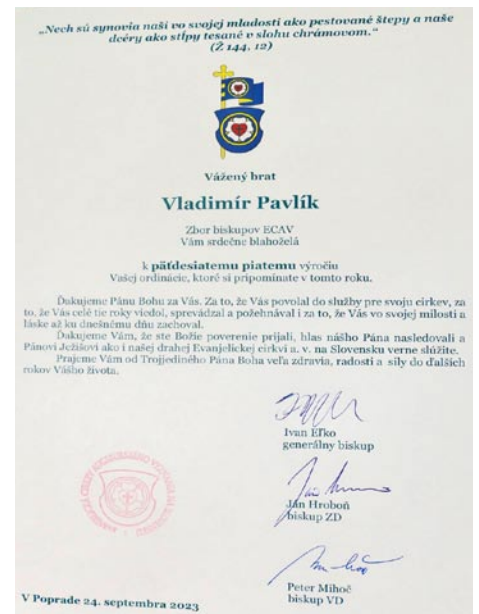 „Nech sú synovia naši vo svojej mladosti ako pestované štepy a naše
dcéry ako stĺpy tesané v slohu chrámovom.“
(Ž 144, 12)
Vážený brat
Vladimír Pavlík
Zbor biskupov ECAV
Vám srdečne blahoželá
k päťdesiatemu piatemu výročiu
Vašej ordinácie, ktoré si pripomínate v tomto roku.
Ďakujeme Pánu Bohu za Vás. Za to, že Vás povolal do služby pre svoju cirkev, za
to, že Vás celé tie roky viedol, sprevádzal a požehnával i za to, že Vás vo svojej milosti a
láske až ku dnešnému dňu zachoval.
Ďakujeme Vám, že ste Božie poverenie prijali, hlas nášho Pána nasledovali a
Pánovi Ježišovi ako i našej drahej Evanjelickej cirkvi a. v. na Slovensku verne slúžite.
Prajeme Vám od Trojjediného Pána Boha veľa zdravia, radosti a síly do ďalších
rokov Vášho života.
Ivan Eľko
generálny biskup
Ján Hroboň
biskup ZD
Peter Mihoč
biskup VD
V Poprade 24. septembra 2023